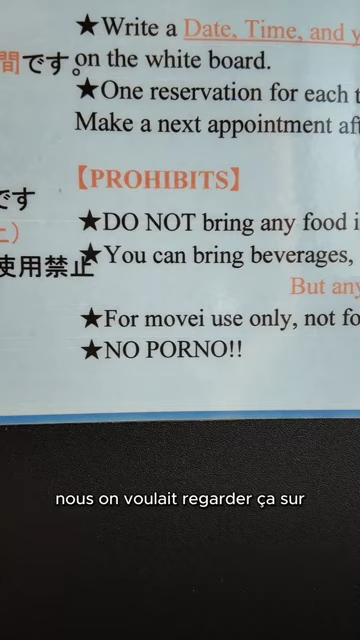 ★Write a Date, Time, and
間です。
on the white board.
★One reservation for each
Make a next appointment
【PROHIBITS】
です
★DO NOT bring any food
★You can bring beverages,
使用禁止
But any
★For movei use only, not
★NO PORNO!!
nous on voulait regarder ça sur